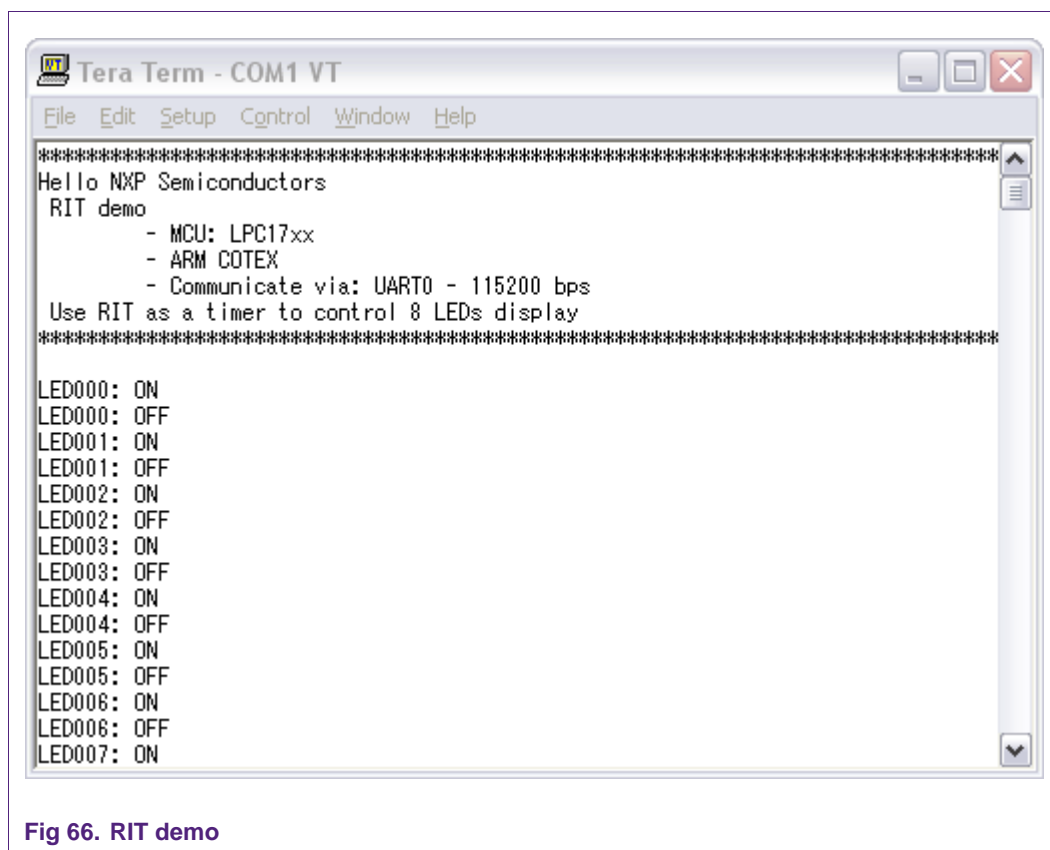 Tera Term - COM1 VT
File Edit Setup Control Window Help
********************************************************************************
Hello NXP Semiconductors
RIT demo
- MCU: LPC17xx
- ARM COTEX
- Communicate via: UART0 - 115200 bps
Use RIT as a timer to control 8 LEDs display
********************************************************************************
LED000: ON
LED000: OFF
LED001: ON
LED001: OFF
LED002: ON
LED002: OFF
LED003: ON
LED003: OFF
LED004: ON
LED004: OFF
LED005: ON
LED005: OFF
LED006: ON
LED006: OFF
LED007: ON
Fig 66. RIT demo